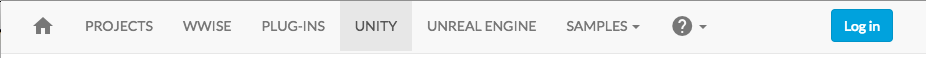 PROJECTS WWISE PLUG-INS UNITY UNREAL ENGINE SAMPLES ? Log in